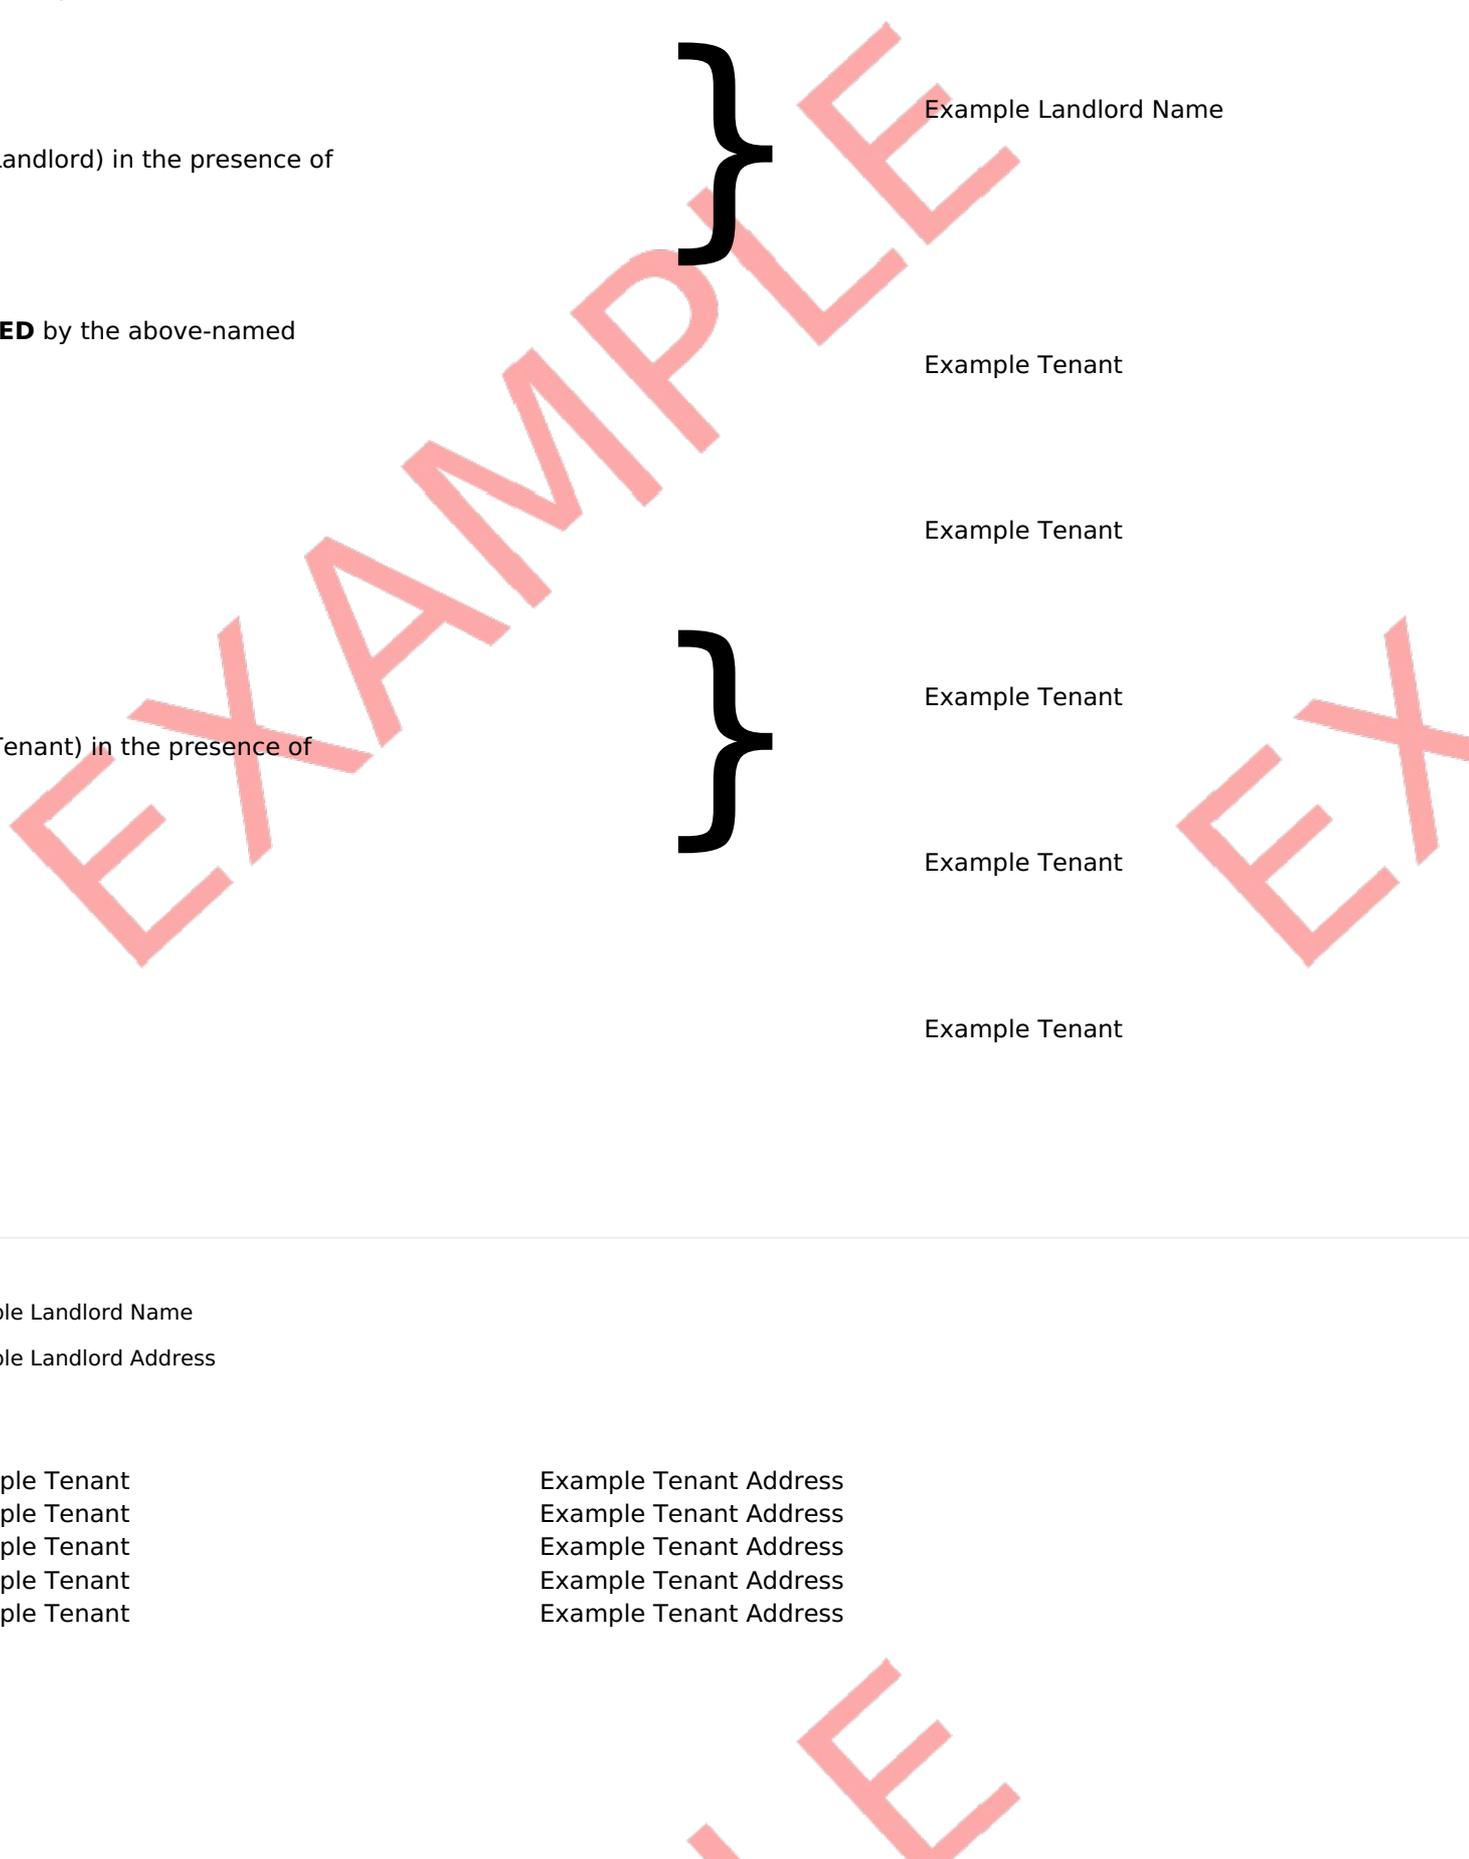 Example Landlord Name
andlord) in the presence of
ED by the above-named
Example Tenant
Example Tenant
Example Tenant
Tenant) in the presence of
Example Tenant
Example Tenant
ple Landlord Name
ple Landlord Address
ple Tenant Example Tenant Address
ple Tenant Example Tenant Address
ple Tenant Example Tenant Address
ple Tenant Example Tenant Address
ple Tenant Example Tenant Address
EXAMPLE
EX
LE